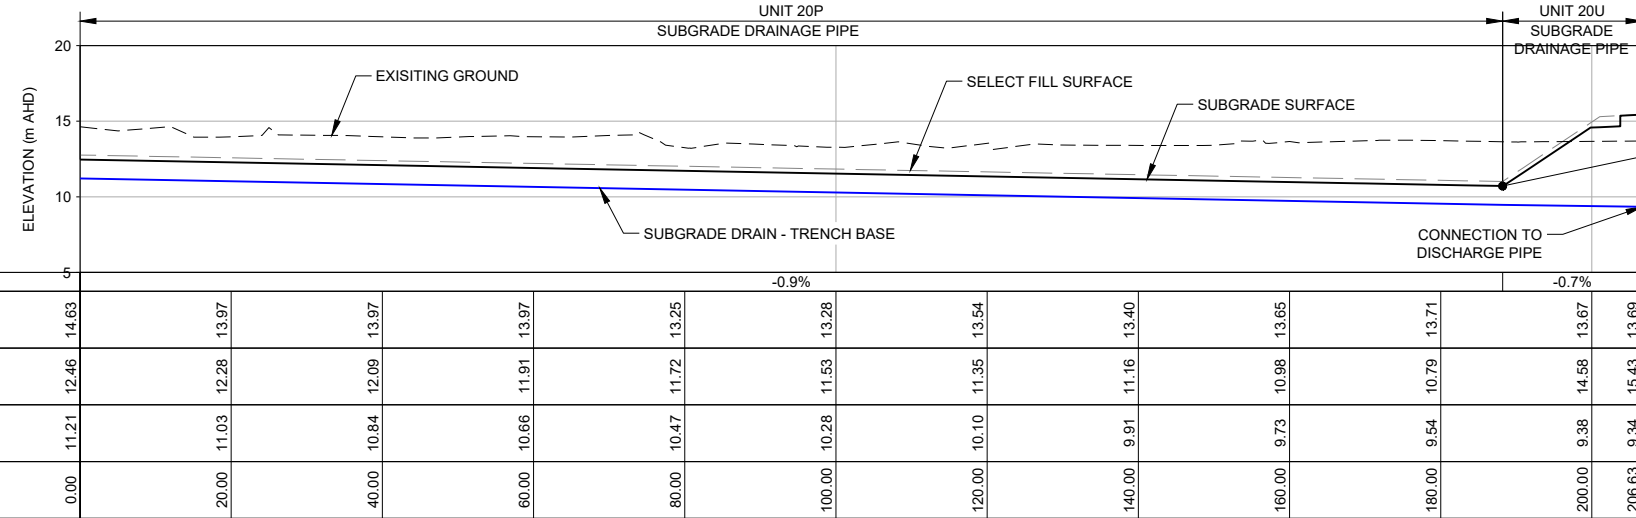 UNIT 20P
UNIT 20U
SUBGRADE DRAINAGE PIPE
SUBGRADE
DRAINAGE PIPE
ELEVATION (m AHD)
20
15
10
5
EXISITING GROUND
SELECT FILL SURFACE
SUBGRADE SURFACE
SUBGRADE DRAIN - TRENCH BASE
CONNECTION TO
DISCHARGE PIPE
-0.9%
-0.7%
14.63 13.97 13.97 13.97 13.25 13.28 13.54 13.40 13.65 13.71 13.67 13.69
12.46 12.28 12.09 11.91 11.72 11.53 11.35 11.16 10.98 10.79 14.58 15.43
11.21 11.03 10.84 10.66 10.47 10.28 10.10 9.91 9.73 9.54 9.38 9.34
0.00 20.00 40.00 60.00 80.00 100.00 120.00 140.00 160.00 180.00 200.00 206.63